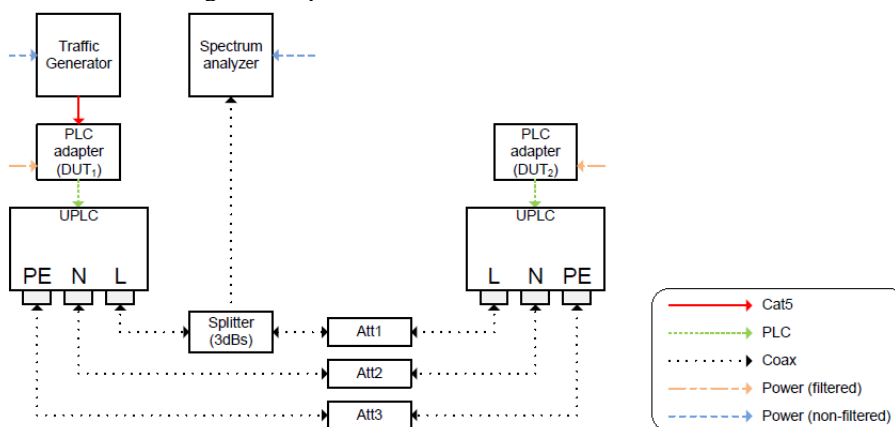 Traffic
Generator
Spectrum
analyzer
PLC
adapter
(DUT₁)
PLC
adapter
(DUT₂)
UPLC
PE N L
UPLC
L N PE
Splitter
(3dBs)
Att1
Att2
Att3
Cat5
PLC
Coax
Power (filtered)
Power (non-filtered)